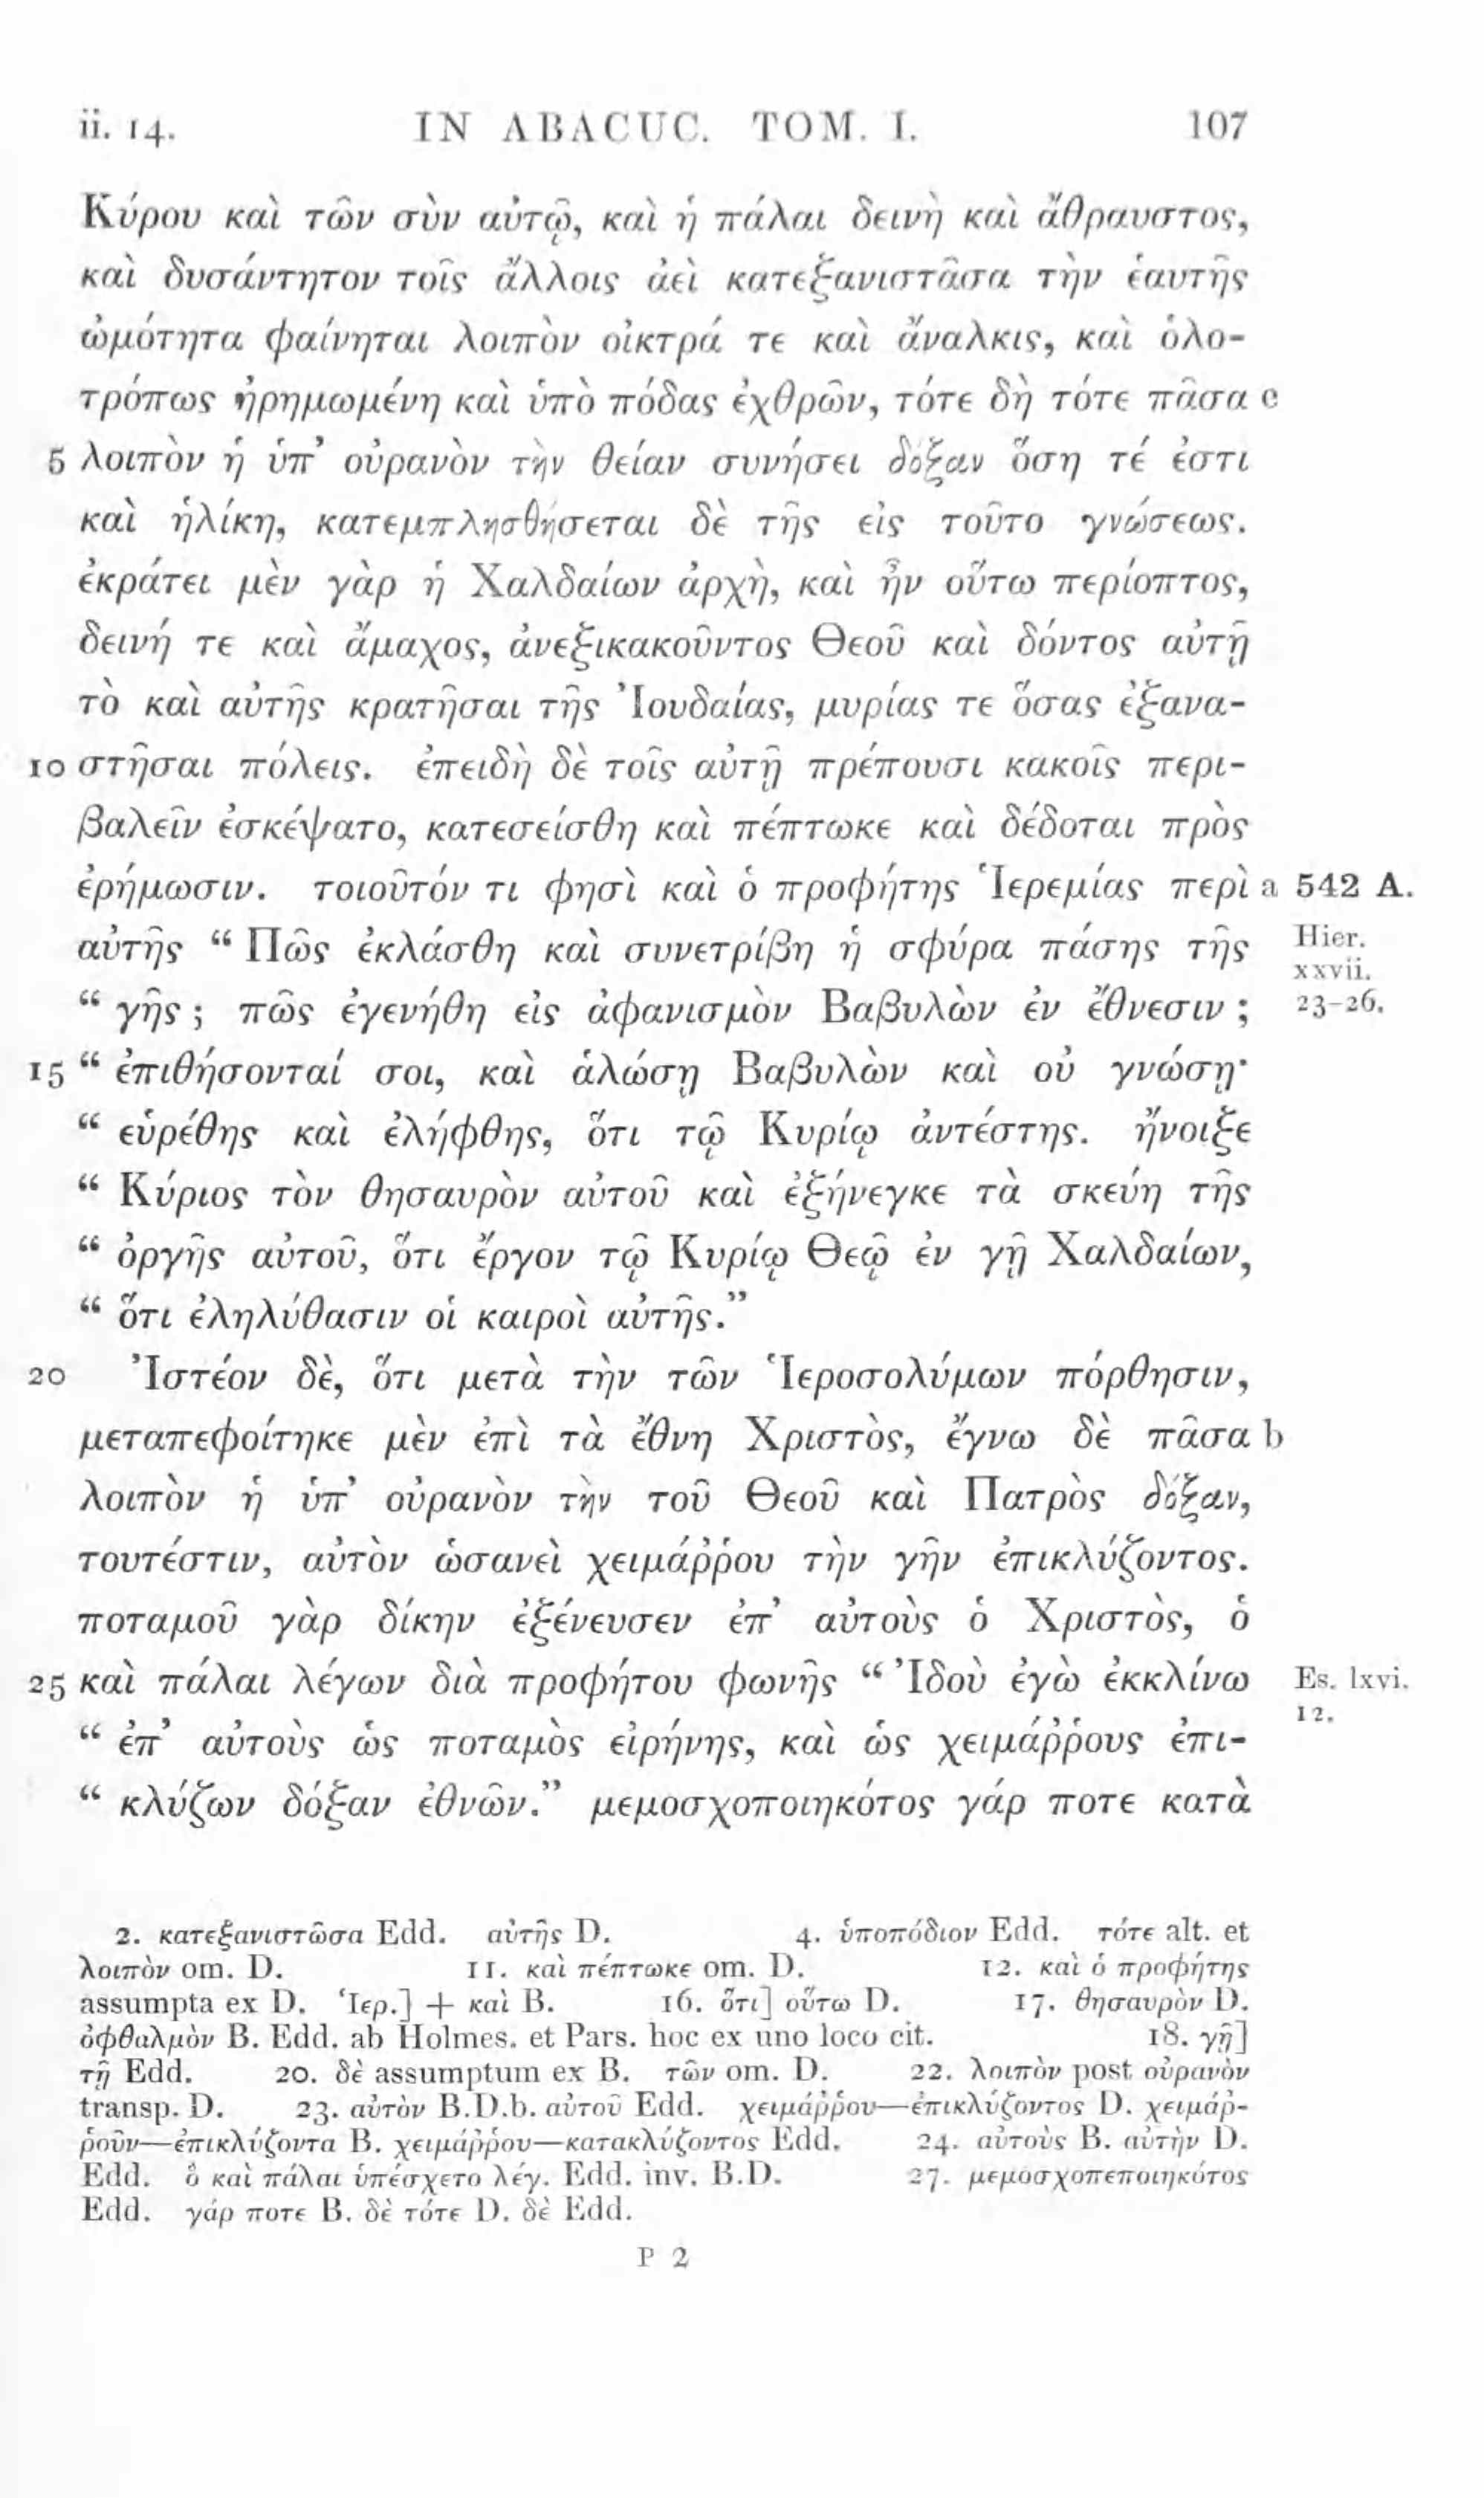 ii. 14. IN ABACUC. TOM. I. 107
Κύρου καὶ τῶν σὺν αὐτῷ, καὶ ἡ πάλαι δεινὴ καὶ ἄθραυστος,
καὶ δυσάντητον τοῖς ἄλλοις ἀεὶ κατεξανιστᾶσα τὴν ἑαυτῆς
ὠμότητα φαίνηται λοιπὸν οἰκτρά τε καὶ ἄναλκις, καὶ ὁλο-
τρόπως ἠρημωμένη καὶ ὑπὸ πόδας ἐχθρῶν, τότε δὴ τότε πᾶσα c
5 λοιπὸν ἡ ὑπ’ οὐρανὸν τὴν θείαν συνήσει δόξαν ὅση τέ ἐστι
καὶ ἡλίκη, κατεμπλησθήσεται δὲ τῆς εἰς τοῦτο γνώσεως.
ἐκράτει μὲν γὰρ ἡ Χαλδαίων ἀρχὴ, καὶ ἦν οὕτω περίοπτος,
δεινή τε καὶ ἄμαχος, ἀνεξικακοῦντος Θεοῦ καὶ δόντος αὐτῇ
τὸ καὶ αὐτῆς κρατῆσαι τῆς Ἰουδαίας, μυρίας τε ὅσας ἐξανα-
10 στῆσαι πόλεις. ἐπειδὴ δὲ τοῖς αὐτῇ πρέπουσι κακοῖς περι-
βαλεῖν ἐσκέψατο, κατεσείσθη καὶ πέπτωκε καὶ δέδοται πρὸς
ἐρήμωσιν. τοιοῦτόν τι φησὶ καὶ ὁ προφήτης Ἱερεμίας περὶ a 542 A.
αὐτῆς “ Πῶς ἐκλάσθη καὶ συνετρίβη ἡ σφύρα πάσης τῆς Hier. xxvii.
“ γῆς ; πῶς ἐγενήθη εἰς ἀφανισμὸν Βαβυλὼν ἐν ἔθνεσιν ; 23-26.
15 “ ἐπιθήσονταί σοι, καὶ ἁλώσῃ Βαβυλὼν καὶ οὐ γνώσῃ·
“ εὑρέθης καὶ ἐλήφθης, ὅτι τῷ Κυρίῳ ἀντέστης. ἤνοιξε
“ Κύριος τὸν θησαυρὸν αὐτοῦ καὶ ἐξήνεγκε τὰ σκεύη τῆς
“ ὀργῆς αὐτοῦ, ὅτι ἔργον τῷ Κυρίῳ Θεῷ ἐν γῇ Χαλδαίων,
“ ὅτι ἐληλύθασιν οἱ καιροὶ αὐτῆς.”
20 Ἰστέον δὲ, ὅτι μετὰ τὴν τῶν Ἱεροσολύμων πόρθησιν,
μεταπεφοίτηκε μὲν ἐπὶ τὰ ἔθνη Χριστὸς, ἔγνω δὲ πᾶσα b
λοιπὸν ἡ ὑπ’ οὐρανὸν τὴν τοῦ Θεοῦ καὶ Πατρὸς δόξαν,
τουτέστιν, αὐτὸν ὡσανεὶ χειμάῤῥου τὴν γῆν ἐπικλύζοντος.
ποταμοῦ γὰρ δίκην ἐξένευσεν ἐπ’ αὐτοὺς ὁ Χριστὸς, ὁ
25 καὶ πάλαι λέγων διὰ προφήτου φωνῆς “ Ἰδοὺ ἐγὼ ἐκκλίνω Es. lxvi.
“ ἐπ’ αὐτοὺς ὡς ποταμὸς εἰρήνης, καὶ ὡς χειμάῤῥους ἐπι- 12.
“ κλύζων δόξαν ἐθνῶν.” μεμοσχοποιηκότος γάρ ποτε κατὰ
2. κατεξανιστῶσα Edd. αὐτῆς D. 4. ὑποπόδιον Edd. τότε alt. et
λοιπὸν om. D. 11. καὶ πέπτωκε om. D. 12. καὶ ὁ προφήτης
assumpta ex D. Ἱερ.] + καὶ B. 16. ὅτι] οὕτω D. 17. θησαυρὸν D.
ὀφθαλμὸν B. Edd. ab Holmes. et Pars. hoc ex uno loco cit. 18. γῇ]
τῇ Edd. 20. δὲ assumptum ex B. τῶν om. D. 22. λοιπὸν post οὐρανὸν
transp. D. 23. αὐτὸν B.D.b. αὐτοῦ Edd. χειμάῤῥου—ἐπικλύζοντος D. χειμάῤ-
ῥουν—ἐπικλύζοντα B. χειμάῤῥου—κατακλύζοντος Edd. 24. αὐτοὺς B. αὐτὴν D.
Edd. ὁ καὶ πάλαι ὑπέσχετο λέγ. Edd. inv. B.D. 27. μεμοσχοπεποιηκότος
Edd. γάρ ποτε B. δὲ τότε D. δὲ Edd.
P 2